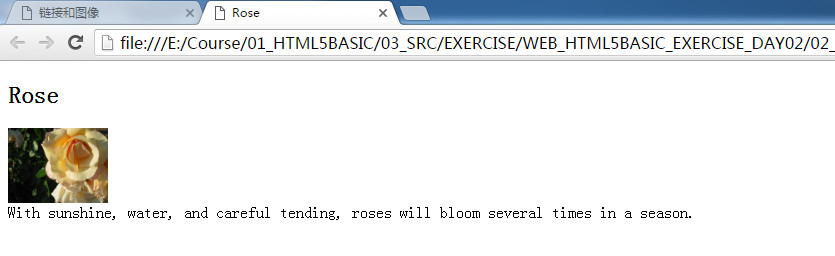 链接和图像
Rose
file:///E:/Course/01_HTML5BASIC/03_SRC/EXERCISE/WEB_HTML5BASIC_EXERCISE_DAY02/02_
Rose
With sunshine, water, and careful tending, roses will bloom several times in a season.